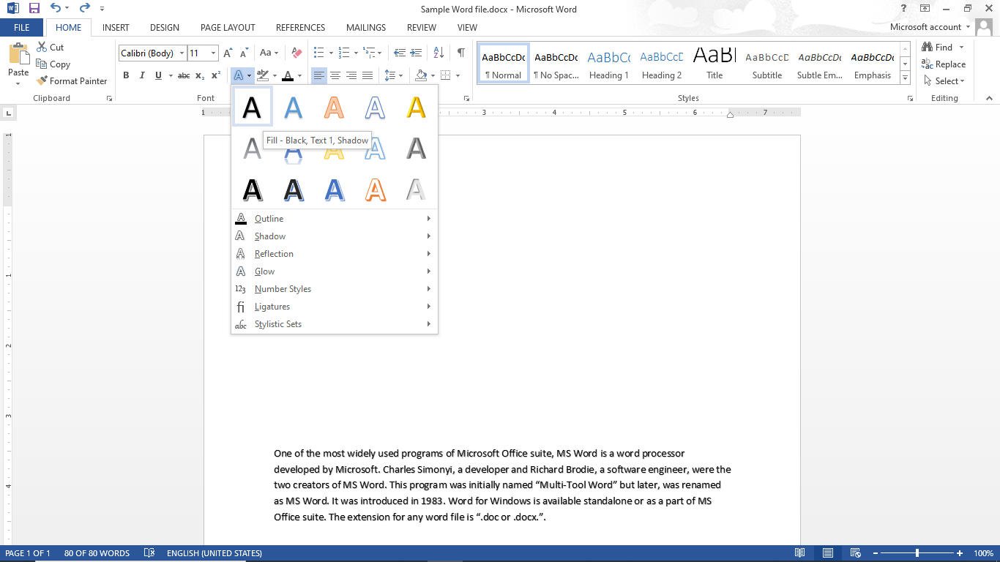 Sample Word file.docx - Microsoft Word
FILE HOME INSERT DESIGN PAGE LAYOUT REFERENCES MAILINGS REVIEW VIEW Microsoft account
Paste
Cut
Copy
Format Painter
Clipboard
Calibri (Body) 11 Aa
B I U abc x₂ x² A A
Font
AaBbCcDc AaBbCcDc AaBbCc AaBbCcD AaBl AaBbCcD AaBbCcDc AaBbCcDc
¶ Normal ¶ No Spac... Heading 1 Heading 2 Title Subtitle Subtle Em... Emphasis
Styles
Find
Replace
Select
Editing
1 3 4 5 6 7
A A A A A
Fill - Black, Text 1, Shadow
A A A A A
A A A A A
Outline
Shadow
Reflection
Glow
123 Number Styles
fi Ligatures
abc Stylistic Sets
1
1
2
3
4
One of the most widely used programs of Microsoft Office suite, MS Word is a word processor
developed by Microsoft. Charles Simonyi, a developer and Richard Brodie, a software engineer, were the
two creators of MS Word. This program was initially named “Multi-Tool Word” but later, was renamed
as MS Word. It was introduced in 1983. Word for Windows is available standalone or as a part of MS
Office suite. The extension for any word file is “.doc or .docx.”.
PAGE 1 OF 1 80 OF 80 WORDS ENGLISH (UNITED STATES) 100%